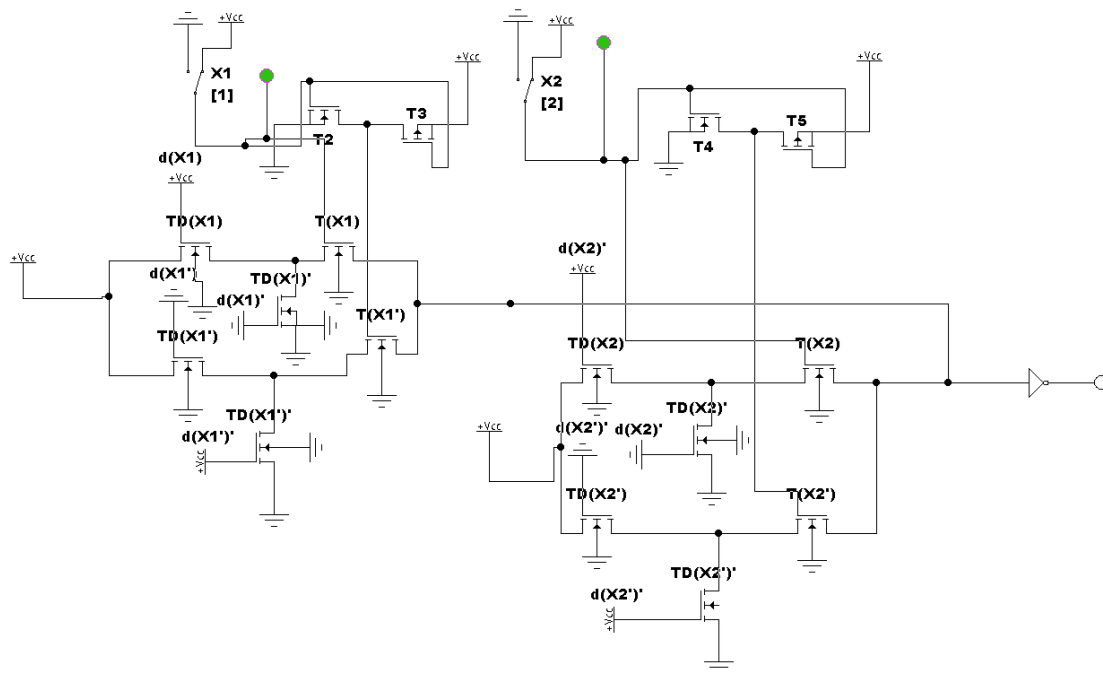 +Vcc
+Vcc
X1
[1]
X2
[2]
+Vcc
+Vcc
T3
T2
T5
T4
d(X1)
+Vcc
TD(X1)
T(X1)
+Vcc
d(X1')
TD(X1)'
d(X1)'
T(X1')
TD(X1')
d(X2)'
+Vcc
TD(X2)
T(X2)
TD(X1')'
d(X1')'
+Vcc
TD(X2)'
+Vcc
d(X2')'
d(X2)'
TD(X2')
T(X2')
TD(X2')'
d(X2')'
+Vcc